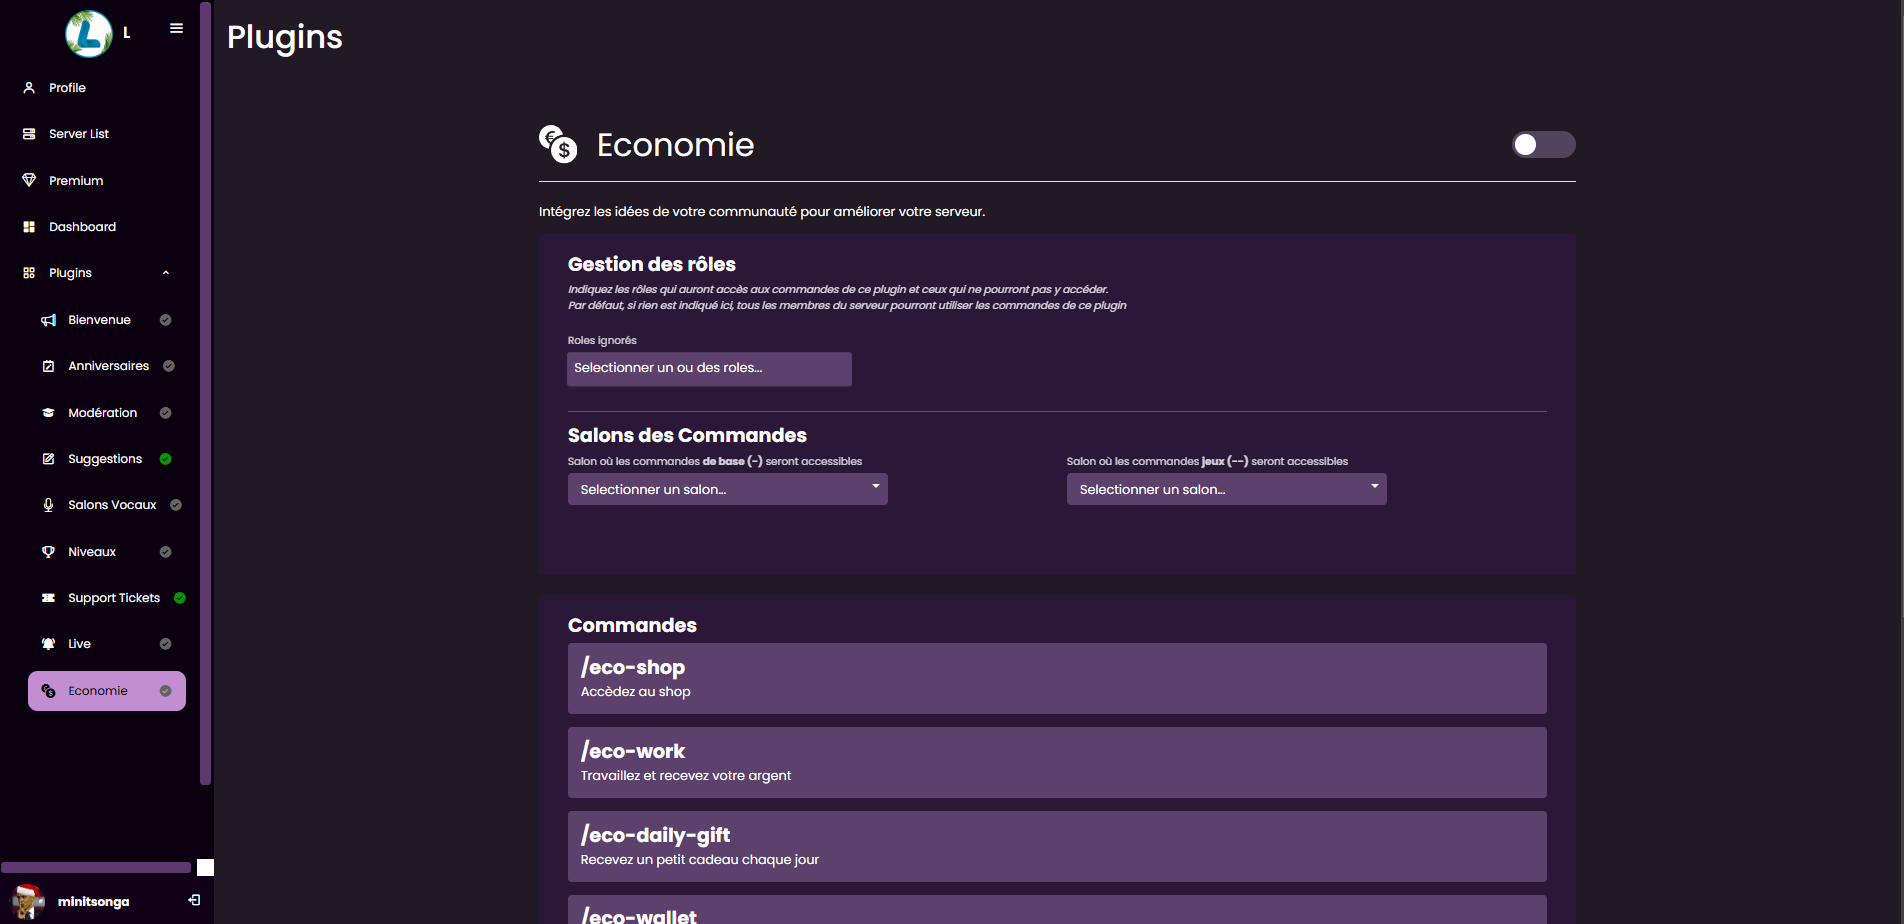 L
Profile
Server List
Premium
Dashboard
Plugins
Bienvenue
Anniversaires
Modération
Suggestions
Salons Vocaux
Niveaux
Support Tickets
Live
Economie
minitsonga
Plugins
Economie
Intégrez les idées de votre communauté pour améliorer votre serveur.
Gestion des rôles
Indiquez les rôles qui auront accès aux commandes de ce plugin et ceux qui ne pourront pas y accéder.
Par défaut, si rien est indiqué ici, tous les membres du serveur pourront utiliser les commandes de ce plugin
Roles ignorés
Selectionner un ou des roles...
Salons des Commandes
Salon où les commandes de base (-) seront accessibles
Selectionner un salon...
Salon où les commandes jeux (--) seront accessibles
Selectionner un salon...
Commandes
/eco-shop
Accèdez au shop
/eco-work
Travaillez et recevez votre argent
/eco-daily-gift
Recevez un petit cadeau chaque jour
/eco-wallet